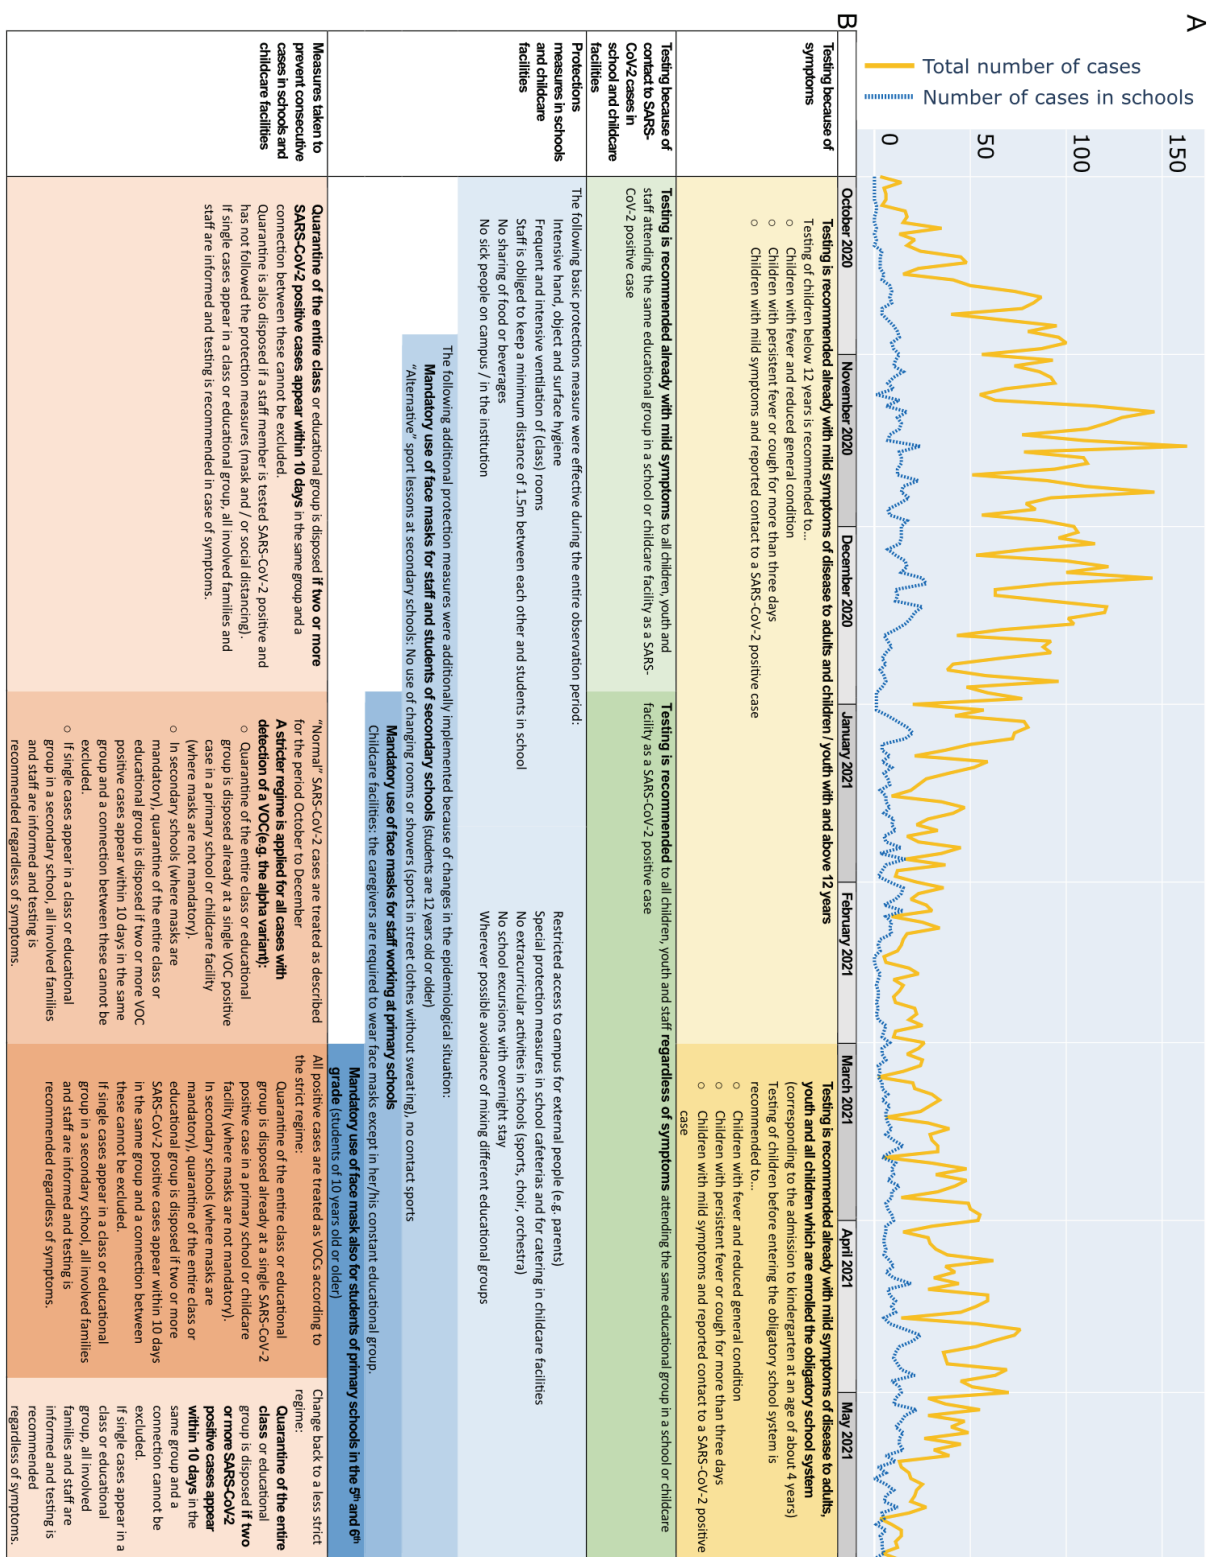 A
Total number of cases
Number of cases in schools
150
100
50
0
B
October 2020
November 2020
December 2020
January 2021
February 2021
March 2021
April 2021
May 2021
Testing because of
symptoms
Testing is recommended already with mild symptoms of disease to adults and children / youth with and above 12 years
Testing of children below 12 years is recommended to...
○ Children with fever and reduced general condition
○ Children with persistent fever or cough for more than three days
○ Children with mild symptoms and reported contact to a SARS-CoV-2 positive case
Testing is recommended already with mild symptoms of disease to adults,
youth and all children which are enrolled the obligatory school system
(corresponding to the admission to kindergarten at an age of about 4 years)
Testing of children before entering the obligatory school system is
recommended to...
○ Children with fever and reduced general condition
○ Children with persistent fever or cough for more than three days
○ Children with mild symptoms and reported contact to a SARS-CoV-2 positive
case
Testing because of
contact to SARS-
CoV-2 cases in
school and childcare
facilities
Testing is recommended already with mild symptoms to all children, youth and
staff attending the same educational group in a school or childcare facility as a SARS-
CoV-2 positive case
Testing is recommended to all children, youth and staff regardless of symptoms attending the same educational group in a school or childcare
facility as a SARS-CoV-2 positive case
Protections
measures in schools
and childcare
facilities
The following basic protections measure were effective during the entire observation period:
Intensive hand, object and surface hygiene
Frequent and intensive ventilation of (class) rooms
Staff is obliged to keep a minimum distance of 1.5m between each other and students in school
No sharing of food or beverages
No sick people on campus / in the institution
Restricted access to campus for external people (e.g. parents)
Special protection measures in school cafeterias and for catering in childcare facilities
No extracurricular activities in schools (sports, choir, orchestra)
No school excursions with overnight stay
Wherever possible avoidance of mixing different educational groups
The following additional protection measures were additionally implemented because of changes in the epidemiological situation:
Mandatory use of face masks for staff and students of secondary schools (students are 12 years old or older)
“Alternative” sport lessons at secondary schools: No use of changing rooms or showers (sports in street clothes without sweating), no contact sports
Mandatory use of face masks for staff working at primary schools
Childcare facilities: the caregivers are required to wear face masks except in her/his constant educational group.
Mandatory use of face mask also for students of primary schools in the 5th and 6th
grade (students of 10 years old or older)
Measures taken to
prevent consecutive
cases in schools and
childcare facilities
Quarantine of the entire class or educational group is disposed if two or more
SARS-CoV-2 positive cases appear within 10 days in the same group and a
connection between these cannot be excluded.
Quarantine is also disposed if a staff member is tested SARS-CoV-2 positive and
has not followed the protection measures (mask and / or social distancing).
If single cases appear in a class or educational group, all involved families and
staff are informed and testing is recommended in case of symptoms.
“Normal” SARS-CoV-2 cases are treated as described
for the period October to December
A stricter regime is applied for all cases with
detection of a VOC(e.g. the alpha variant):
○ Quarantine of the entire class or educational
group is disposed already at a single VOC positive
case in a primary school or childcare facility
(where masks are not mandatory).
○ In secondary schools (where masks are
mandatory), quarantine of the entire class or
educational group is disposed if two or more VOC
positive cases appear within 10 days in the same
group and a connection between these cannot be
excluded.
○ If single cases appear in a class or educational
group in a secondary school, all involved families
and staff are informed and testing is
recommended regardless of symptoms.
All positive cases are treated as VOCs according to
the strict regime:
Quarantine of the entire class or educational
group is disposed already at a single SARS-CoV-2
positive case in a primary school or childcare
facility (where masks are not mandatory).
In secondary schools (where masks are
mandatory), quarantine of the entire class or
educational group is disposed if two or more
SARS-CoV-2 positive cases appear within 10 days
in the same group and a connection between
these cannot be excluded.
If single cases appear in a class or educational
group in a secondary school, all involved families
and staff are informed and testing is
recommended regardless of symptoms.
Change back to a less strict
regime:
Quarantine of the entire
class or educational
group is disposed if two
or more SARS-CoV-2
positive cases appear
within 10 days in the
same group and a
connection cannot be
excluded.
If single cases appear in a
class or educational
group, all involved
families and staff are
informed and testing is
recommended
regardless of symptoms.